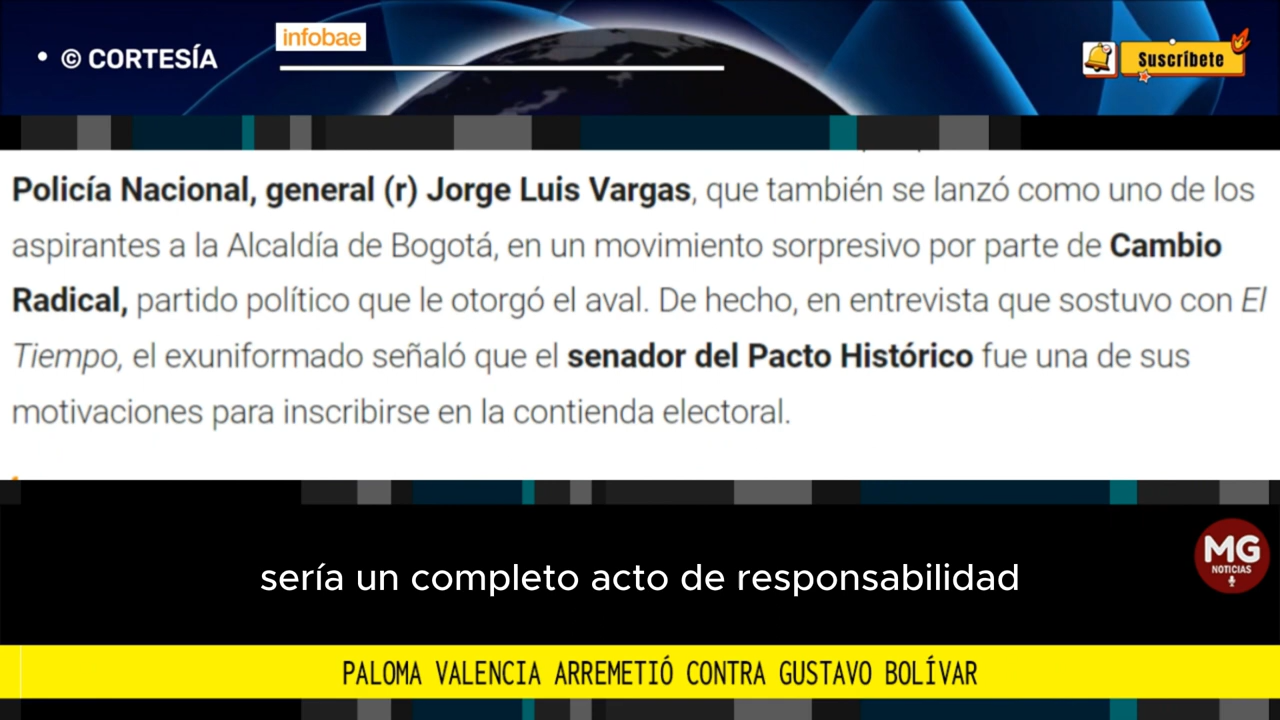 • © CORTESÍA
infobae
Suscríbete
Policía Nacional, general (r) Jorge Luis Vargas, que también se lanzó como uno de los
aspirantes a la Alcaldía de Bogotá, en un movimiento sorpresivo por parte de Cambio
Radical, partido político que le otorgó el aval. De hecho, en entrevista que sostuvo con El
Tiempo, el exuniformado señaló que el senador del Pacto Histórico fue una de sus
motivaciones para inscribirse en la contienda electoral.
sería un completo acto de responsabilidad
MG
NOTICIAS
PALOMA VALENCIA ARREMETIÓ CONTRA GUSTAVO BOLÍVAR